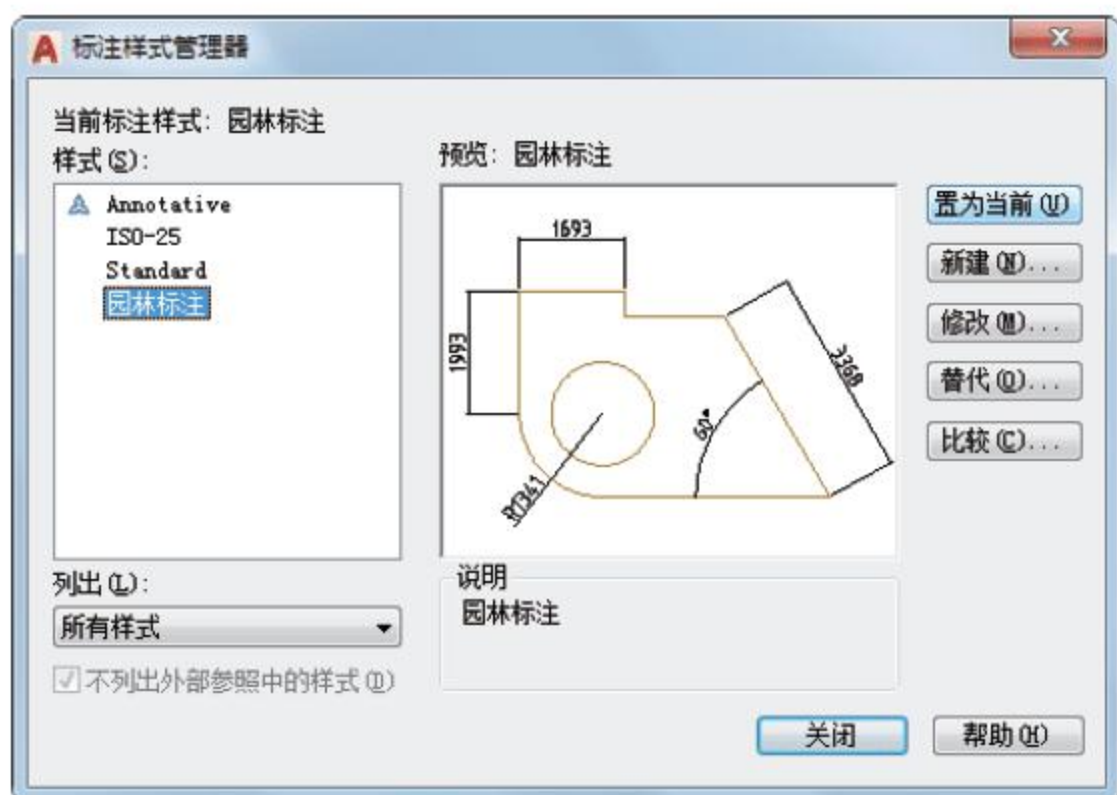 标注样式管理器
当前标注样式: 园林标注
样式(S):
Annotative
ISO-25
Standard
园林标注
预览: 园林标注
1693
1993
3368
60°
R1341
置为当前(U)
新建(N)...
修改(M)...
替代(O)...
比较(C)...
列出(L):
所有样式
不列出外部参照中的样式(D)
说明
园林标注
关闭
帮助(H)